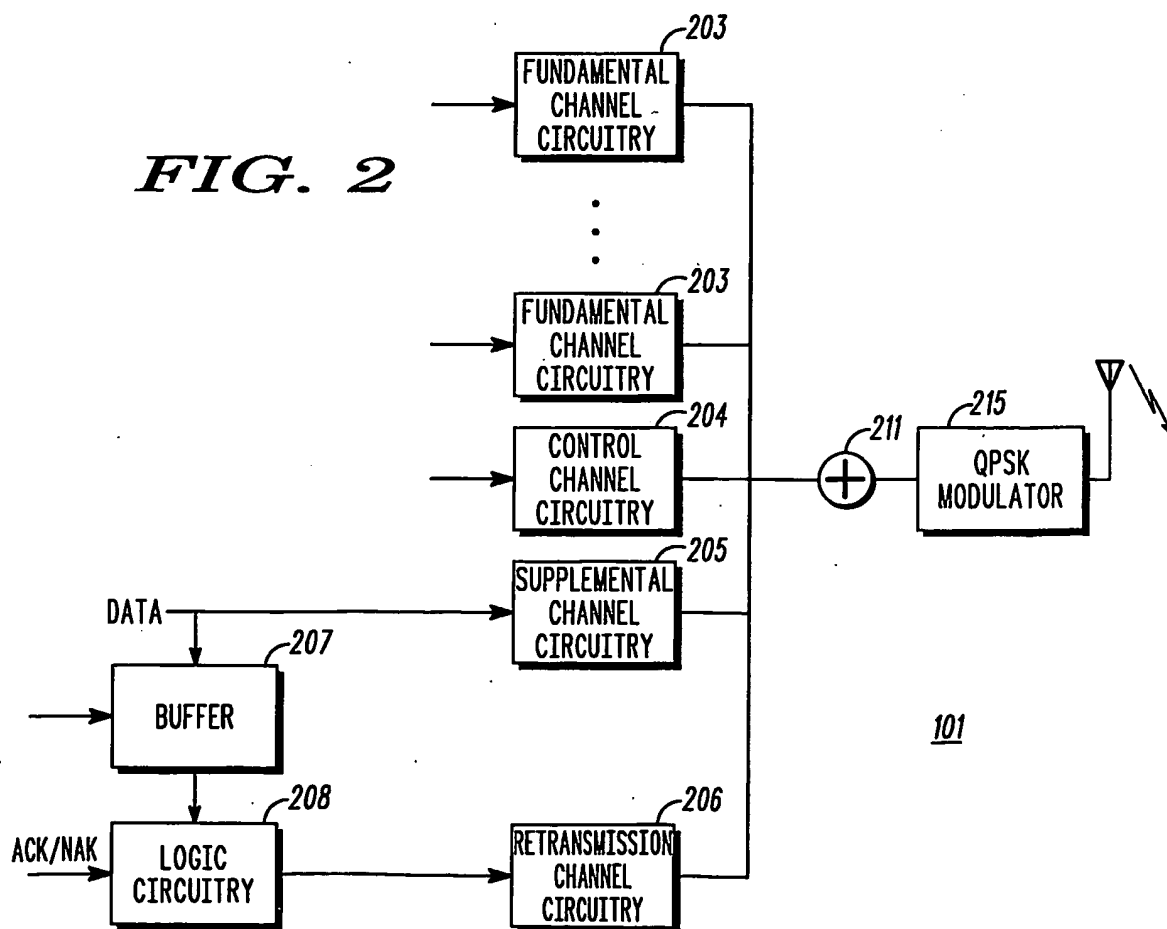 203
FUNDAMENTAL
CHANNEL
CIRCUITRY
FIG. 2
203
FUNDAMENTAL
CHANNEL
CIRCUITRY
204
CONTROL
CHANNEL
CIRCUITRY
211
215
QPSK
MODULATOR
205
SUPPLEMENTAL
CHANNEL
CIRCUITRY
DATA
207
BUFFER
101
208
LOGIC
CIRCUITRY
ACK/NAK
206
RETRANSMISSION
CHANNEL
CIRCUITRY